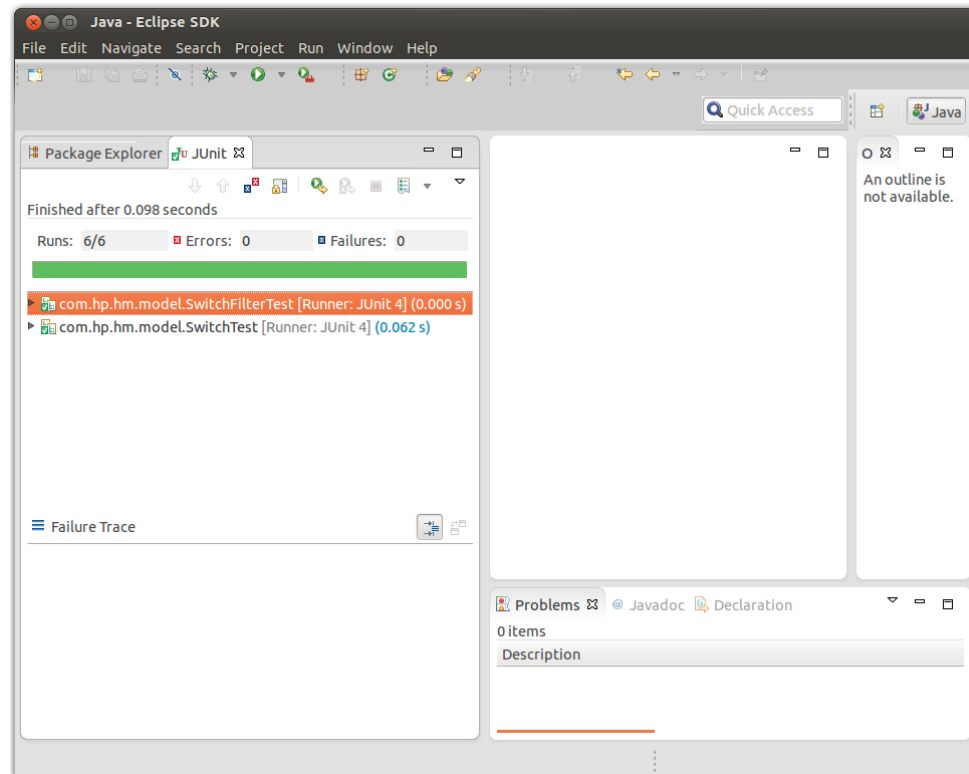 Java - Eclipse SDK
File Edit Navigate Search Project Run Window Help
Quick Access
Java
Package Explorer JUnit
Finished after 0.098 seconds
Runs: 6/6 Errors: 0 Failures: 0
com.hp.hm.model.SwitchFilterTest [Runner: JUnit 4] (0.000 s)
com.hp.hm.model.SwitchTest [Runner: JUnit 4] (0.062 s)
Failure Trace
O
An outline is
not available.
Problems @ Javadoc Declaration
0 items
Description